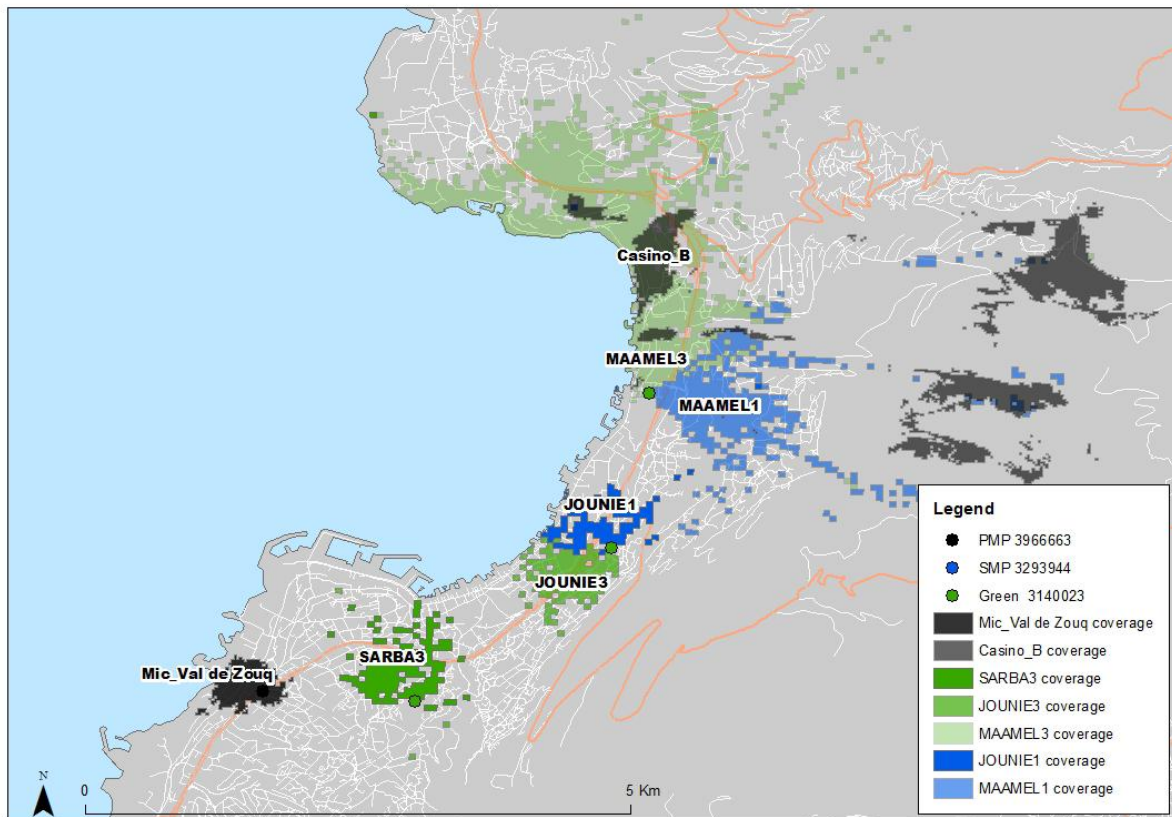 Casino_B
MAAMEL3
MAAMEL1
JOUNIE1
JOUNIE3
SARBA3
Mic_Val de Zouq
Legend
PMP 3966663
SMP 3293944
Green 3140023
Mic_Val de Zouq coverage
Casino_B coverage
SARBA3 coverage
JOUNIE3 coverage
MAAMEL3 coverage
JOUNIE1 coverage
MAAMEL1 coverage
N
0 5 Km